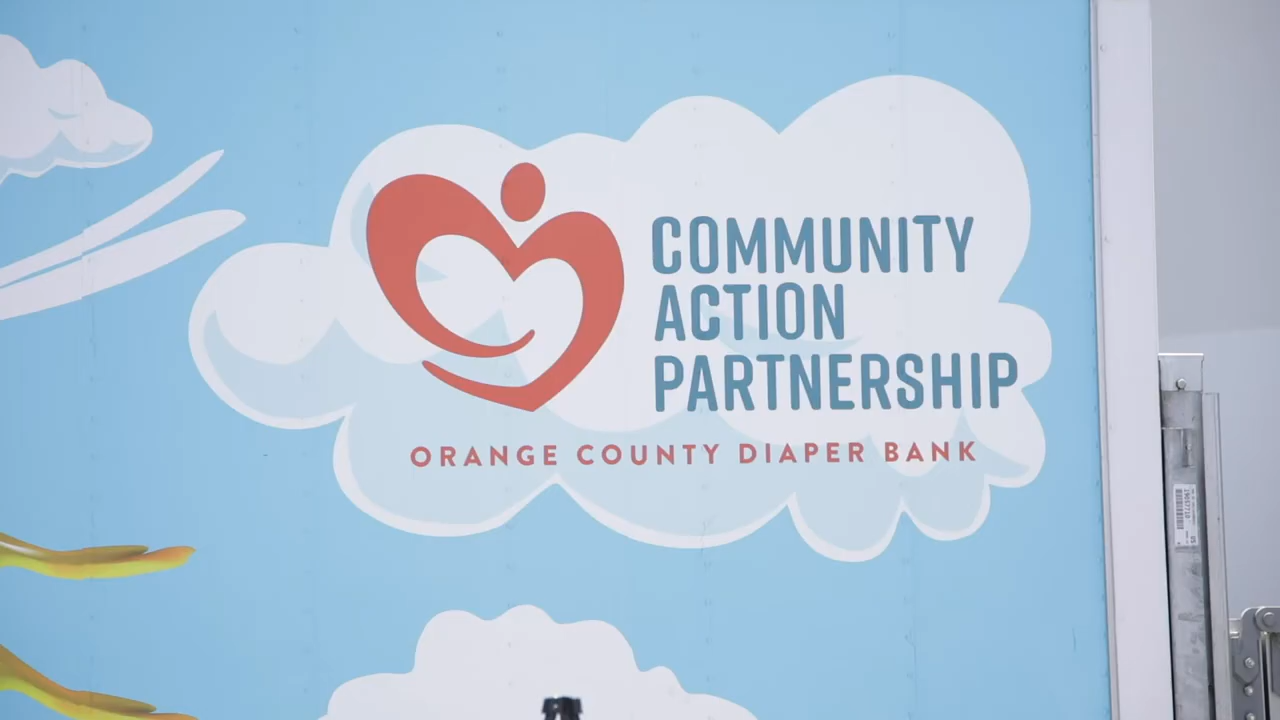 COMMUNITY
ACTION
PARTNERSHIP
ORANGE COUNTY DIAPER BANK